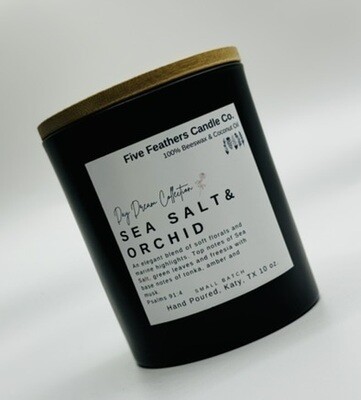 Five Feathers Candle Co.
100% Beeswax & Coconut Oil
Day Dream Collection
SEA SALT &
ORCHID
An elegant blend of soft florals and
marine highlights. Top notes of Sea
Salt, green leaves and freesia with
base notes of tonka, amber and
musk.
Psalms 91:4
SMALL BATCH
Hand Poured, Katy, TX 10 oz.